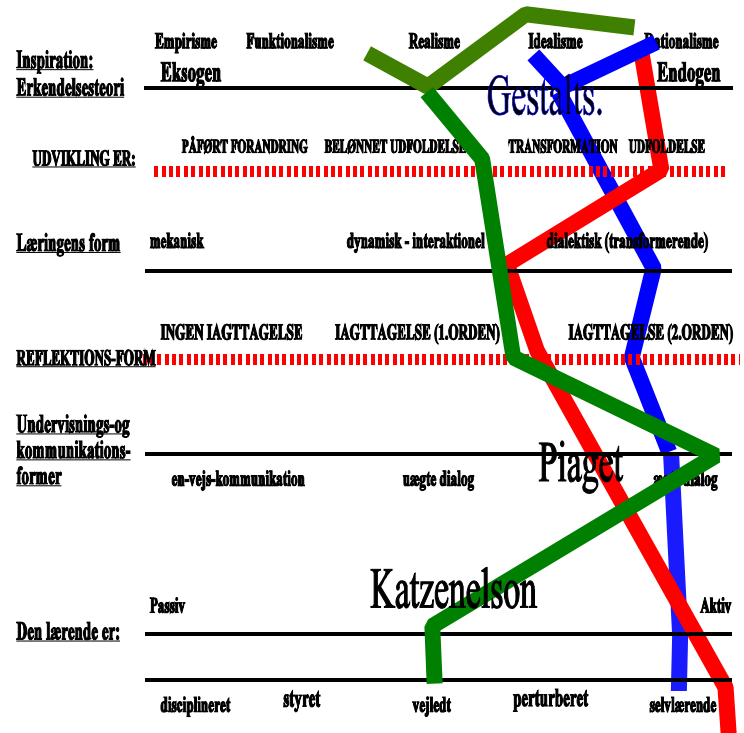 Empirisme Funktionalisme Realisme Idealisme Rationalisme
Inspiration:
Erkendelsesteori
Eksogen Endogen
Gestalts.
UDVIKLING ER:
PÅFØRT FORANDRING BELØNNET UDFOLDELSE TRANSFORMATION UDFOLDELSE
Læringens form
mekanisk dynamisk - interaktionel dialektisk (transformerende)
INGEN IAGTTAGELSE IAGTTAGELSE (1.ORDEN) IAGTTAGELSE (2.ORDEN)
REFLEKTIONS-FORM
Undervisnings-og
kommunikations-
former
Piaget
en-vejs-kommunikation uægte dialog dialog
Katzenelson
Passiv Aktiv
Den lærende er:
disciplineret styret vejledt perturberet selvlærende